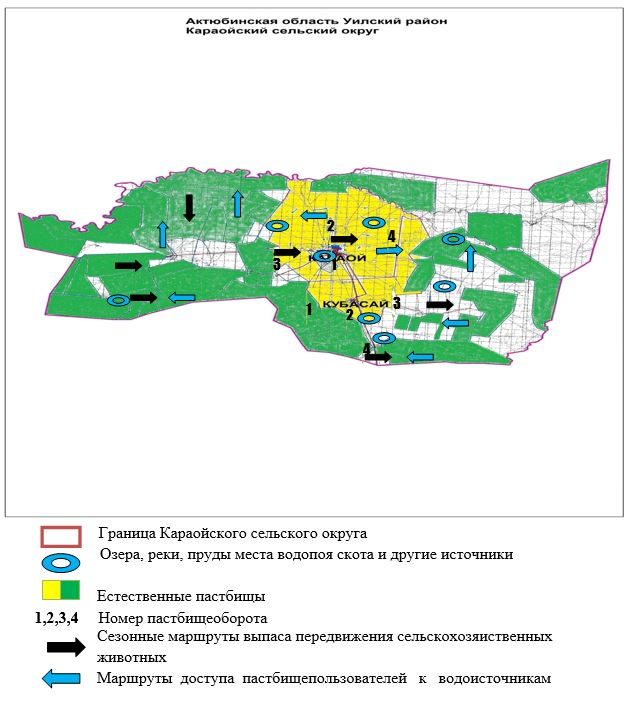 Актюбинская область Уилский район
Караойский сельский округ
2
4
3
1
КУБАСАЙ
3
1
2
4
Граница Караойского сельского округа
Озера, реки, пруды места водопоя скота и другие источники
Естественные пастбищы
1,2,3,4 Номер пастбищеоборота
Сезонные маршруты выпаса передвижения сельскохозяиственных
животных
Маршруты доступа пастбищепользователей к водоисточникам